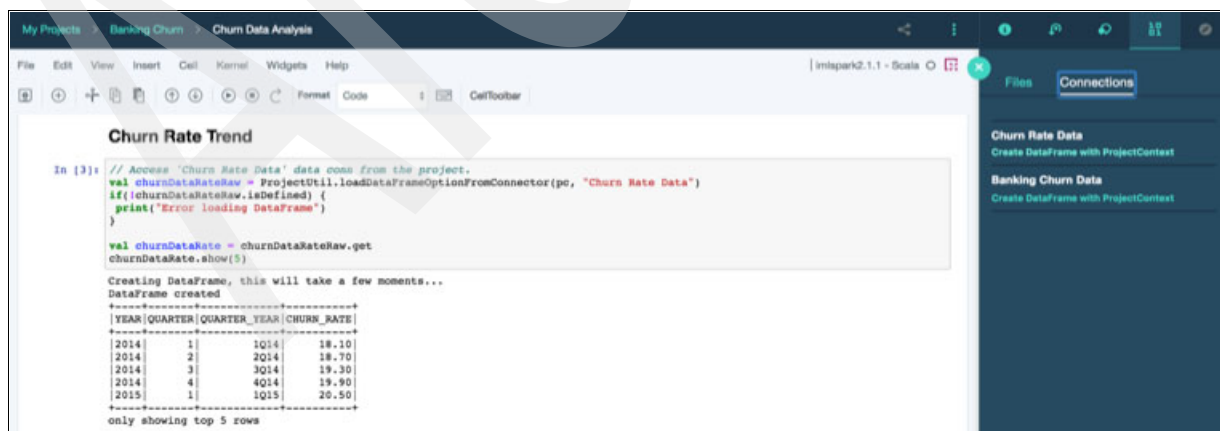 My Projects > Banking Churn > Churn Data Analysis
File Edit View Insert Cell Kernel Widgets Help
imlspark2.1.1 - Scala
Format Code CellToolbar
Files Connections
Churn Rate Data
Create DataFrame with ProjectContext
Banking Churn Data
Create DataFrame with ProjectContext
Churn Rate Trend
In [3]: // Access 'Churn Rate Data' data conn from the project.
val churnDataRateRaw = ProjectUtil.loadDataFrameOptionFromConnector(pc, "Churn Rate Data")
if(!churnDataRateRaw.isDefined) {
print("Error loading DataFrame")
}
val churnDataRate = churnDataRateRaw.get
churnDataRate.show(5)
Creating DataFrame, this will take a few moments...
DataFrame created
+----+-------+------------+----------+
|YEAR|QUARTER|QUARTER_YEAR|CHURN_RATE|
+----+-------+------------+----------+
|2014| 1| 1Q14| 18.10|
|2014| 2| 2Q14| 18.70|
|2014| 3| 3Q14| 19.30|
|2014| 4| 4Q14| 19.90|
|2015| 1| 1Q15| 20.50|
+----+-------+------------+----------+
only showing top 5 rows